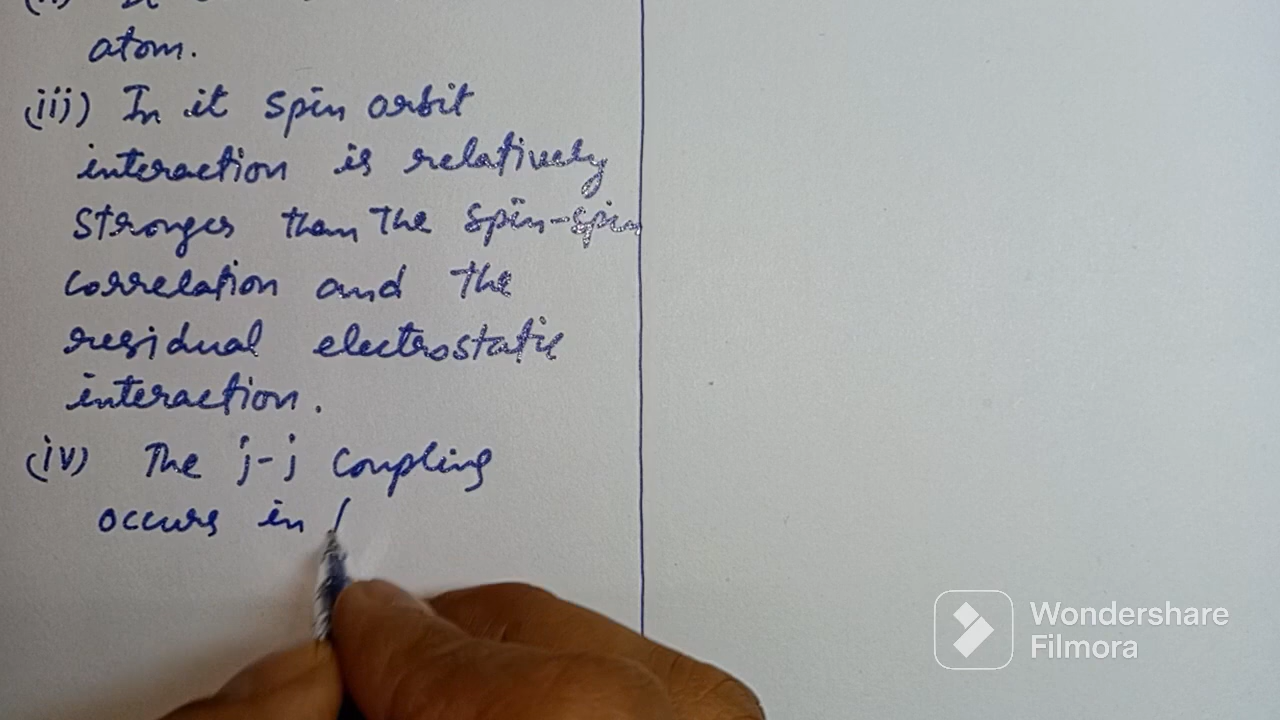 atom.
(iii) In it spin orbit
interaction is relatively
stronger than the spin-spin
correlation and the
residual electrostatic
interaction.
(iv) The j-j coupling
occurs in
Wondershare
Filmora